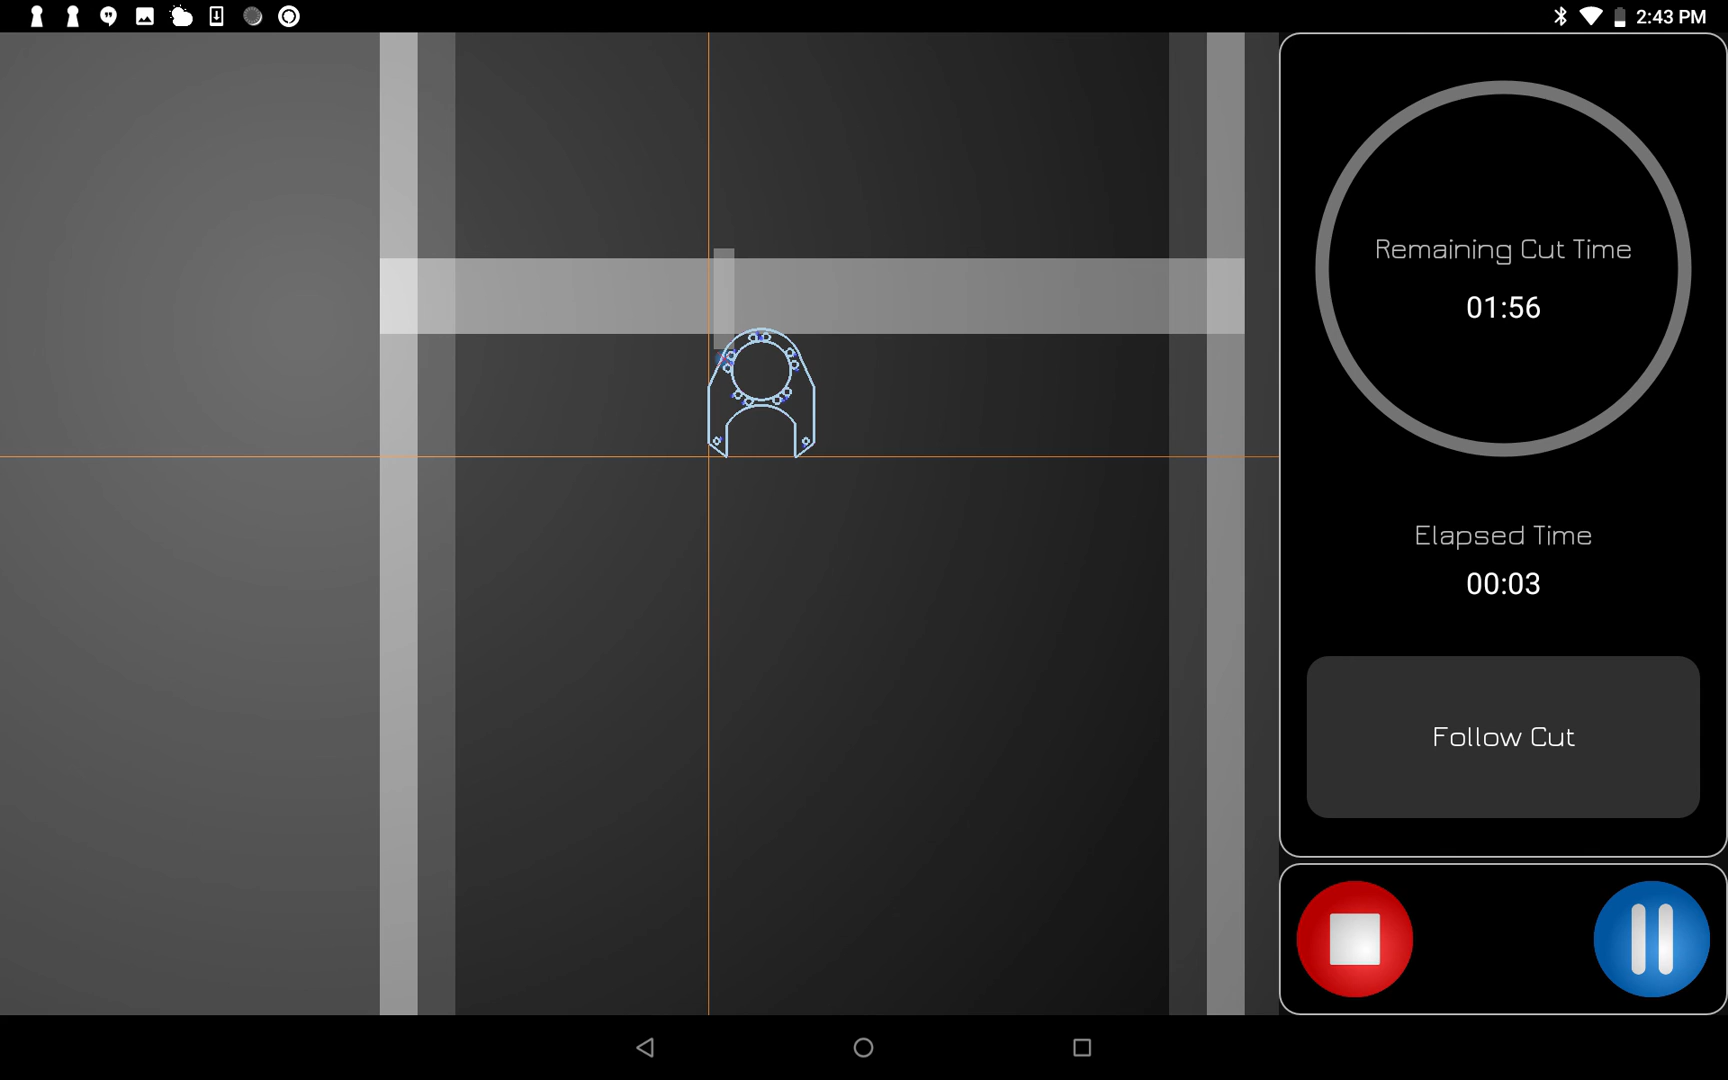 2:43 PM
Remaining Cut Time
01:56
Elapsed Time
00:03
Follow Cut